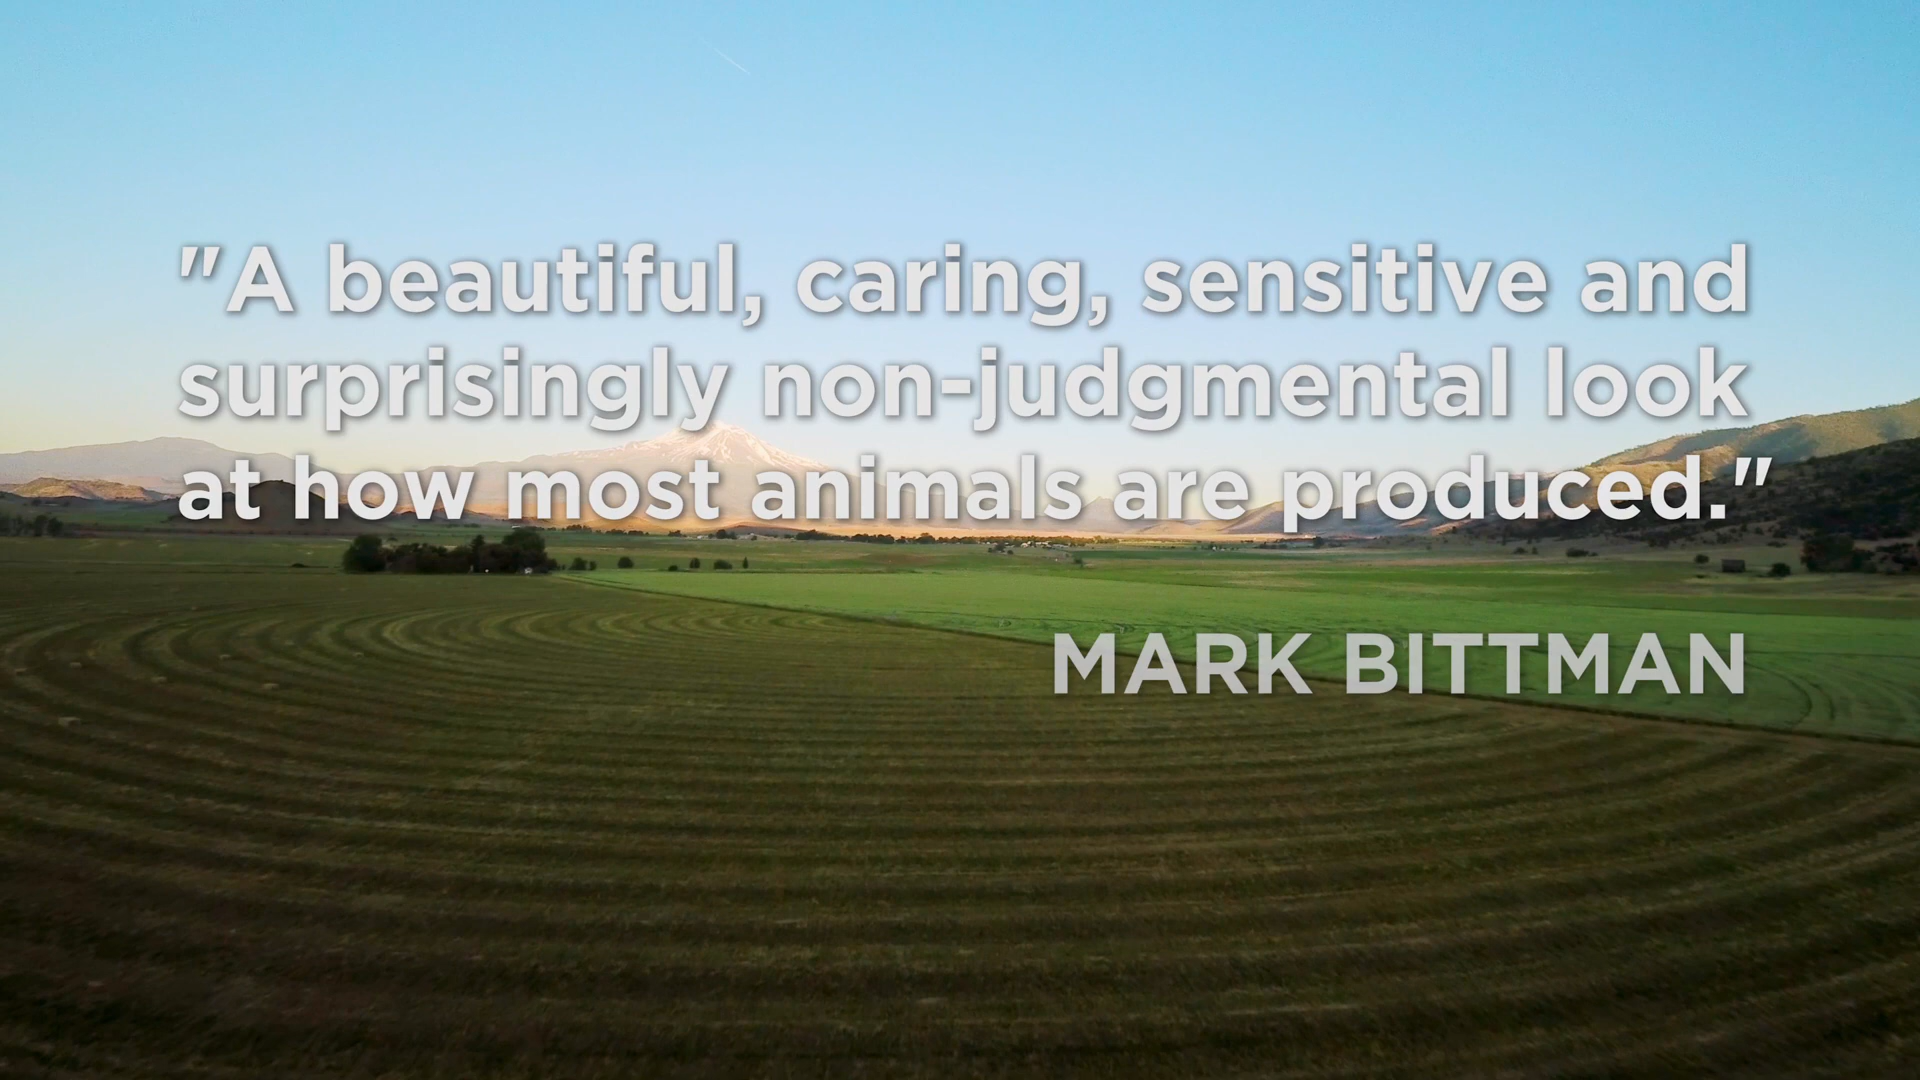 "A beautiful, caring, sensitive and
surprisingly non-judgmental look
at how most animals are produced."
MARK BITTMAN